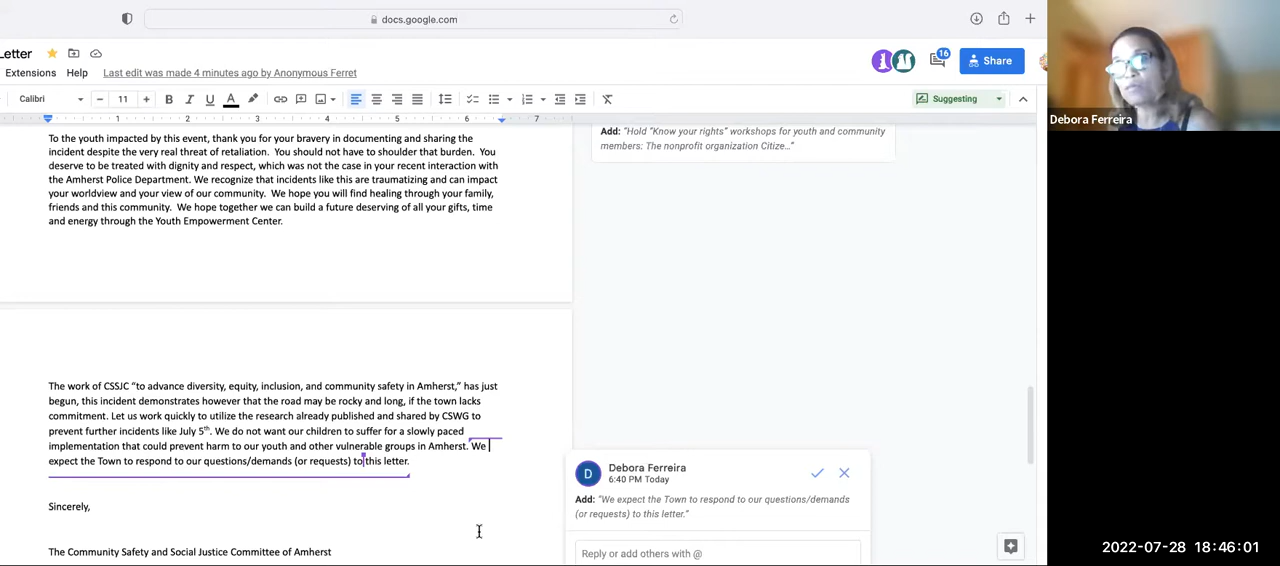 docs.google.com
Letter
Extensions Help Last edit was made 4 minutes ago by Anonymous Ferret
16
Share
Calibri 11 B I U A
Suggesting
1 2 3 4 5 6 7
Debora Ferreira
To the youth impacted by this event, thank you for your bravery in documenting and sharing the
incident despite the very real threat of retaliation. You should not have to shoulder that burden. You
deserve to be treated with dignity and respect, which was not the case in your recent interaction with
the Amherst Police Department. We recognize that incidents like this are traumatizing and can impact
your worldview and your view of our community. We hope you will find healing through your family,
friends and this community. We hope together we can build a future deserving of all your gifts, time
and energy through the Youth Empowerment Center.
Add: "Hold "Know your rights" workshops for youth and community
members: The nonprofit organization Citize..."
The work of CSSJC "to advance diversity, equity, inclusion, and community safety in Amherst," has just
begun, this incident demonstrates however that the road may be rocky and long, if the town lacks
commitment. Let us work quickly to utilize the research already published and shared by CSWG to
prevent further incidents like July 5th. We do not want our children to suffer for a slowly paced
implementation that could prevent harm to our youth and other vulnerable groups in Amherst. We
expect the Town to respond to our questions/demands (or requests) to this letter.
Sincerely,
The Community Safety and Social Justice Committee of Amherst
D
Debora Ferreira
6:40 PM Today
Add: "We expect the Town to respond to our questions/demands
(or requests) to this letter."
Reply or add others with @
2022-07-28 18:46:01